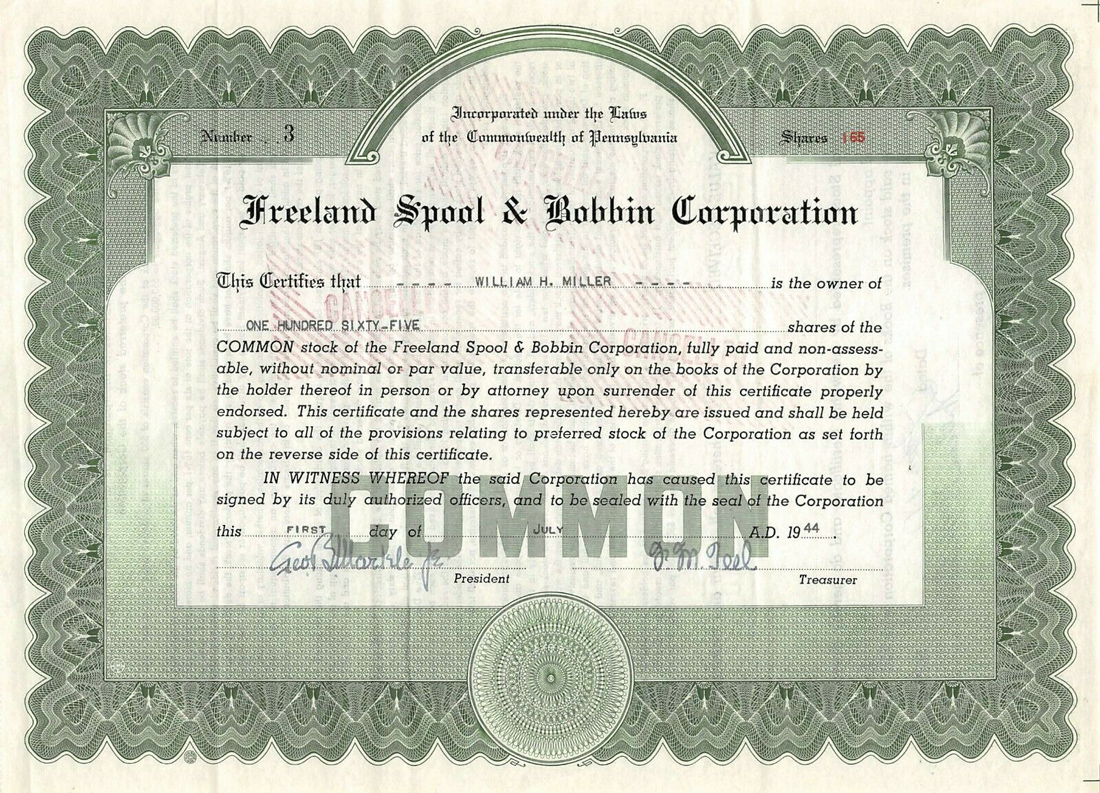 Incorporated under the Laws
of the Commonwealth of Pennsylvania
Number 3
Shares 165
Freeland Spool & Bobbin Corporation
This Certifies that - - - - WILLIAM H. MILLER - - - - is the owner of
ONE HUNDRED SIXTY-FIVE shares of the
COMMON stock of the Freeland Spool & Bobbin Corporation, fully paid and non-assess-
able, without nominal or par value, transferable only on the books of the Corporation by
the holder thereof in person or by attorney upon surrender of this certificate properly
endorsed. This certificate and the shares represented hereby are issued and shall be held
subject to all of the provisions relating to preferred stock of the Corporation as set forth
on the reverse side of this certificate.
IN WITNESS WHEREOF the said Corporation has caused this certificate to be
signed by its duly authorized officers, and to be sealed with the seal of the Corporation
this FIRST day of JULY A.D. 1944.
COMMON
Geo B Markle Jr
President
Treasurer
CANCELLED
CANCELLED